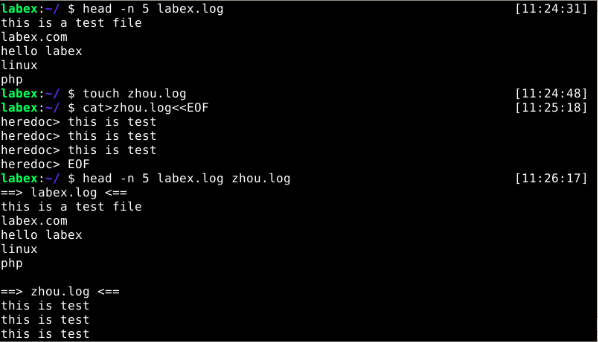 labex:~/ $ head -n 5 labex.log [11:24:31]
this is a test file
labex.com
hello labex
linux
php
labex:~/ $ touch zhou.log [11:24:48]
labex:~/ $ cat>zhou.log<<EOF [11:25:18]
heredoc> this is test
heredoc> this is test
heredoc> this is test
heredoc> EOF
labex:~/ $ head -n 5 labex.log zhou.log [11:26:17]
==> labex.log <==
this is a test file
labex.com
hello labex
linux
php

==> zhou.log <==
this is test
this is test
this is test